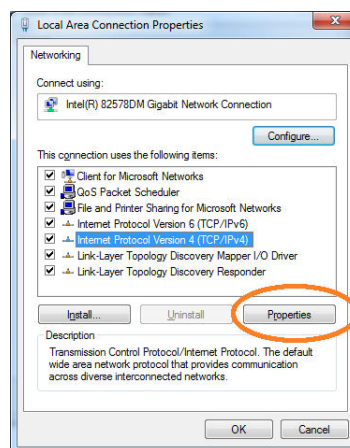 Local Area Connection Properties
Networking
Connect using:
Intel(R) 82578DM Gigabit Network Connection
Configure...
This connection uses the following items:
Client for Microsoft Networks
QoS Packet Scheduler
File and Printer Sharing for Microsoft Networks
Internet Protocol Version 6 (TCP/IPv6)
Internet Protocol Version 4 (TCP/IPv4)
Link-Layer Topology Discovery Mapper I/O Driver
Link-Layer Topology Discovery Responder
Install... Uninstall Properties
Description
Transmission Control Protocol/Internet Protocol. The default
wide area network protocol that provides communication
across diverse interconnected networks.
OK Cancel